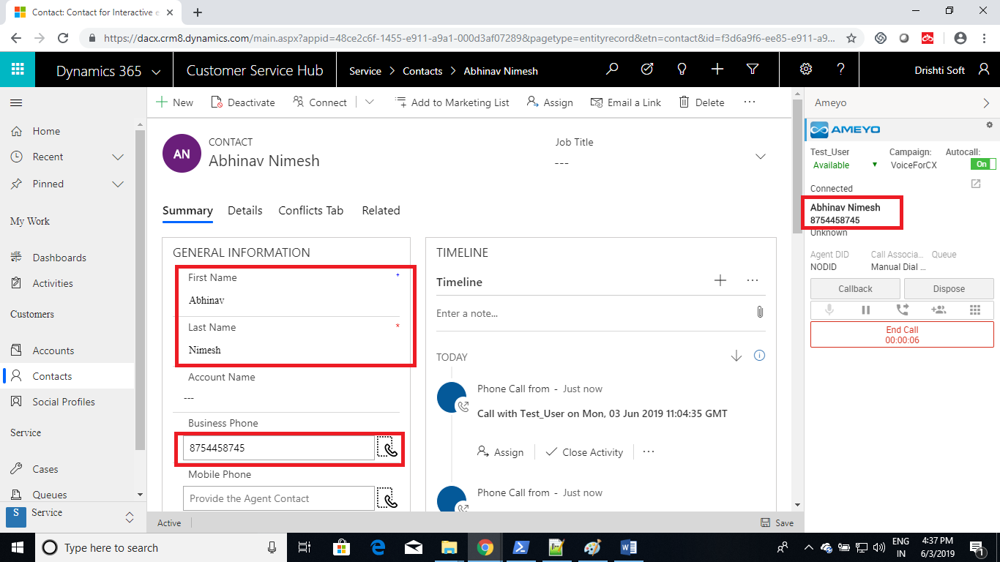 Contact: Contact for Interactive e
https://dacx.crm8.dynamics.com/main.aspx?appid=48ce2c6f-1455-e911-a9a1-000d3af07289&pagetype=entityrecord&etn=contact&id=f3d6a9f6-ee85-e911-a9...
Dynamics 365 Customer Service Hub Service > Contacts > Abhinav Nimesh Drishti Soft
New Deactivate Connect Add to Marketing List Assign Email a Link Delete ...
Home
Recent
Pinned
My Work
Dashboards
Activities
Customers
Accounts
Contacts
Social Profiles
Service
Cases
Queues
S Service
AN
CONTACT
Abhinav Nimesh
Job Title
---
Summary Details Conflicts Tab Related
GENERAL INFORMATION
First Name +
Abhinav
Last Name *
Nimesh
Account Name
---
Business Phone
8754458745
Mobile Phone
Provide the Agent Contact
TIMELINE
Timeline ...
Enter a note...
TODAY
Phone Call from - Just now
Call with Test_User on Mon, 03 Jun 2019 11:04:35 GMT
Assign Close Activity ...
Phone Call from - Just now
Active Save
Ameyo
AMEYO
Test_User Campaign: Autocall:
Available VoiceForCX On
Connected
Abhinav Nimesh
8754458745
Unknown
Agent DID Call Associa... Queue
NODID Manual Dial ...
Callback Dispose
End Call
00:00:06
Type here to search
ENG
IN
4:37 PM
6/3/2019
1